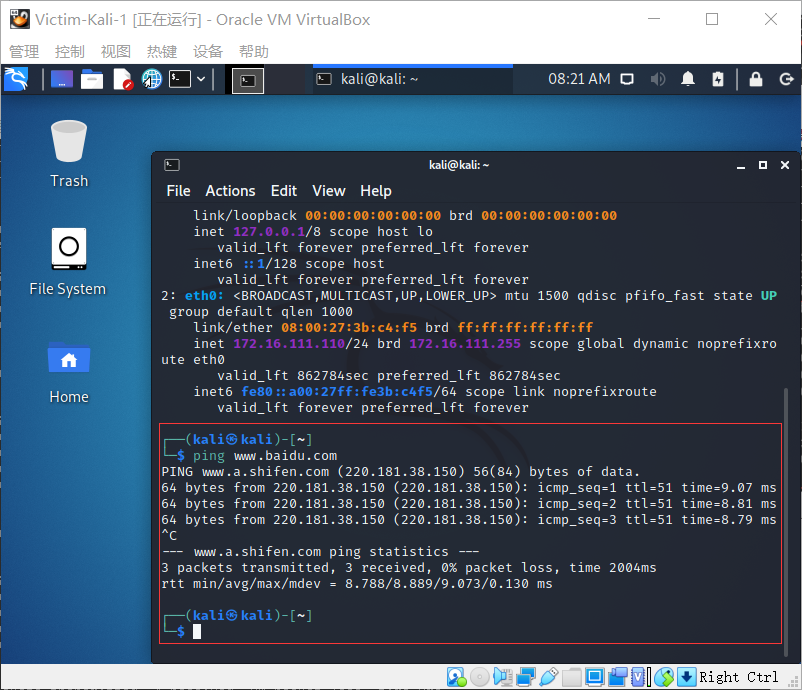 Victim-Kali-1 [正在运行] - Oracle VM VirtualBox
管理 控制 视图 热键 设备 帮助
kali@kali: ~
08:21 AM
Trash
File System
Home
kali@kali: ~
File Actions Edit View Help
link/loopback 00:00:00:00:00:00 brd 00:00:00:00:00:00
inet 127.0.0.1/8 scope host lo
valid_lft forever preferred_lft forever
inet6 ::1/128 scope host
valid_lft forever preferred_lft forever
2: eth0: <BROADCAST,MULTICAST,UP,LOWER_UP> mtu 1500 qdisc pfifo_fast state UP
group default qlen 1000
link/ether 08:00:27:3b:c4:f5 brd ff:ff:ff:ff:ff:ff
inet 172.16.111.110/24 brd 172.16.111.255 scope global dynamic noprefixro
ute eth0
valid_lft 862784sec preferred_lft 862784sec
inet6 fe80::a00:27ff:fe3b:c4f5/64 scope link noprefixroute
valid_lft forever preferred_lft forever
┌──(kali㉿kali)-[~]
└─$ ping www.baidu.com
PING www.a.shifen.com (220.181.38.150) 56(84) bytes of data.
64 bytes from 220.181.38.150 (220.181.38.150): icmp_seq=1 ttl=51 time=9.07 ms
64 bytes from 220.181.38.150 (220.181.38.150): icmp_seq=2 ttl=51 time=8.81 ms
64 bytes from 220.181.38.150 (220.181.38.150): icmp_seq=3 ttl=51 time=8.79 ms
^C
--- www.a.shifen.com ping statistics ---
3 packets transmitted, 3 received, 0% packet loss, time 2004ms
rtt min/avg/max/mdev = 8.788/8.889/9.073/0.130 ms
┌──(kali㉿kali)-[~]
└─$
Right Ctrl